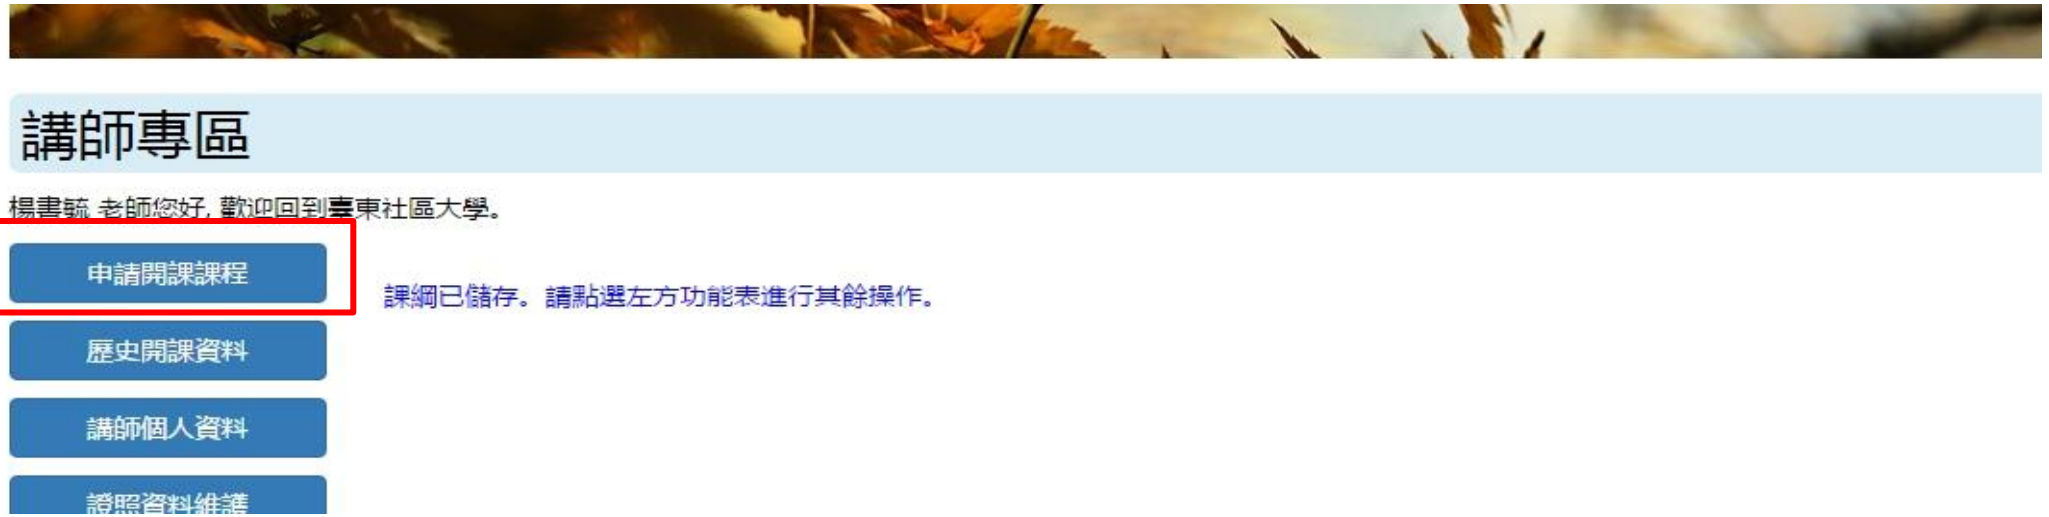 講師專區
楊書毓 老師您好, 歡迎回到臺東社區大學。
申請開課課程
課綱已儲存。請點選左方功能表進行其餘操作。
歷史開課資料
講師個人資料
證照資料維護